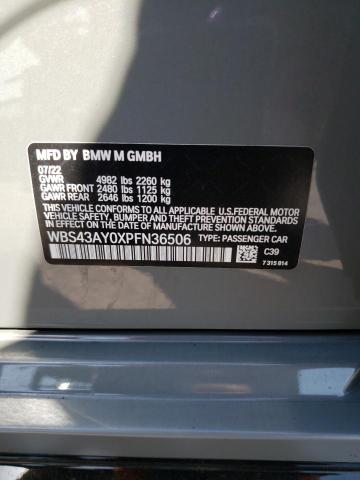 MFD BY BMW M GMBH
07/22
GVWR 4982 lbs 2260 kg
GAWR FRONT 2480 lbs 1125 kg
GAWR REAR 2646 lbs 1200 kg
THIS VEHICLE CONFORMS TO ALL APPLICABLE U.S. FEDERAL MOTOR
VEHICLE SAFETY, BUMPER, AND THEFT PREVENTION STANDARDS
IN EFFECT ON THE DATE OF MANUFACTURE SHOWN ABOVE.
WBS43AY0XPFN36506 TYPE: PASSENGER CAR
C39
7 315 814